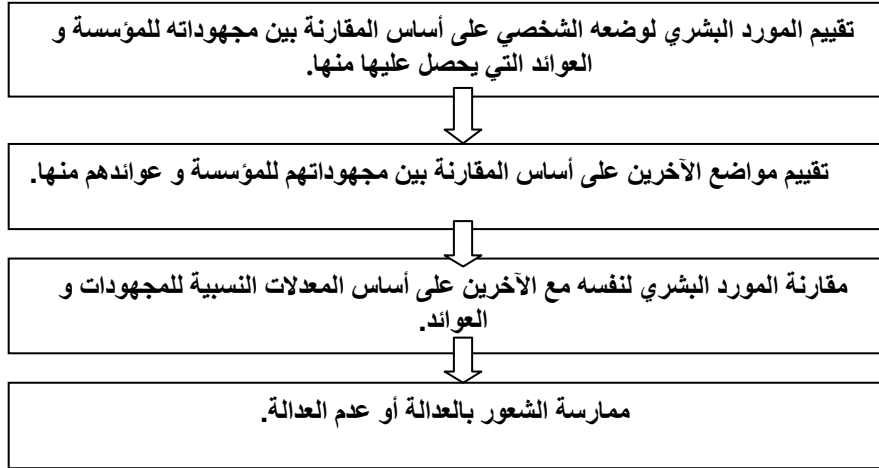 تقييم المورد البشري لوضعه الشخصي على أساس المقارنة بين مجهوداته للمؤسسة و
العوائد التي يحصل عليها منها.
تقييم مواضع الآخرين على أساس المقارنة بين مجهوداتهم للمؤسسة و عوائدهم منها.
مقارنة المورد البشري لنفسه مع الآخرين على أساس المعدلات النسبية للمجهودات و
العوائد.
ممارسة الشعور بالعدالة أو عدم العدالة.